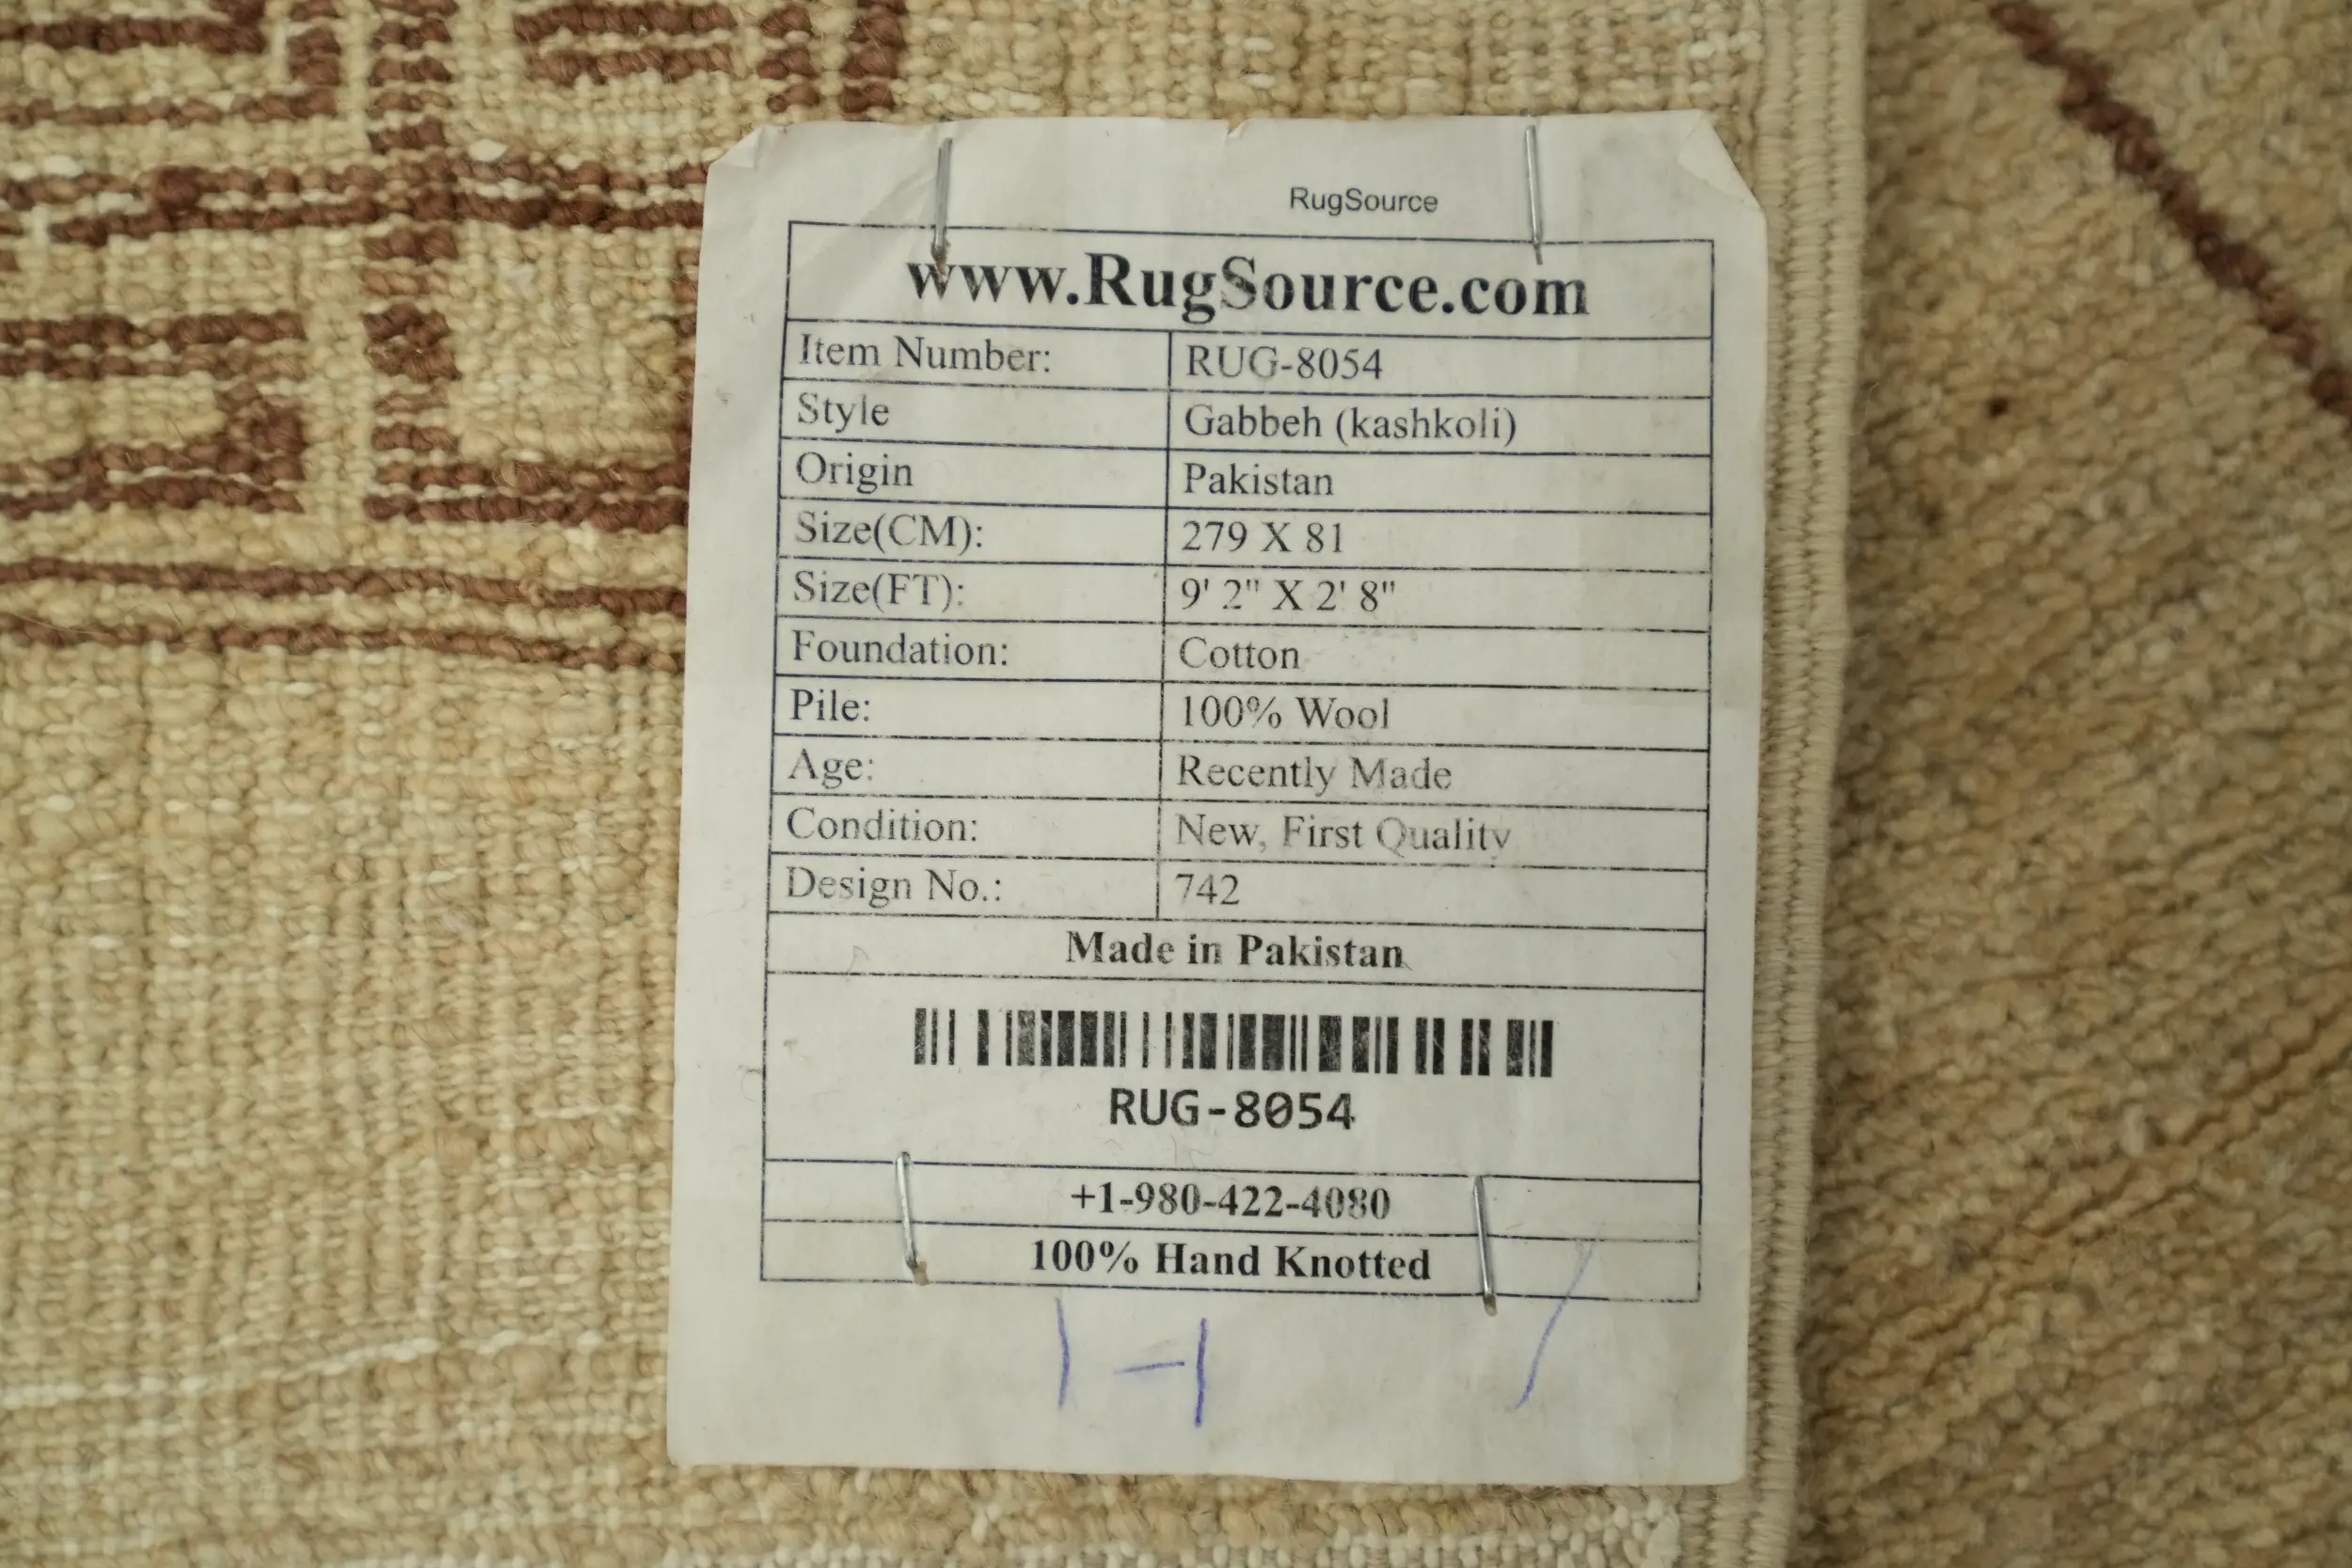 RugSource
www.RugSource.com
Item Number: RUG-8054
Style Gabbeh (kashkoli)
Origin Pakistan
Size(CM): 279 X 81
Size(FT): 9' 2" X 2' 8"
Foundation: Cotton
Pile: 100% Wool
Age: Recently Made
Condition: New, First Quality
Design No.: 742
Made in Pakistan
RUG-8054
+1-980-422-4080
100% Hand Knotted
1-1 /